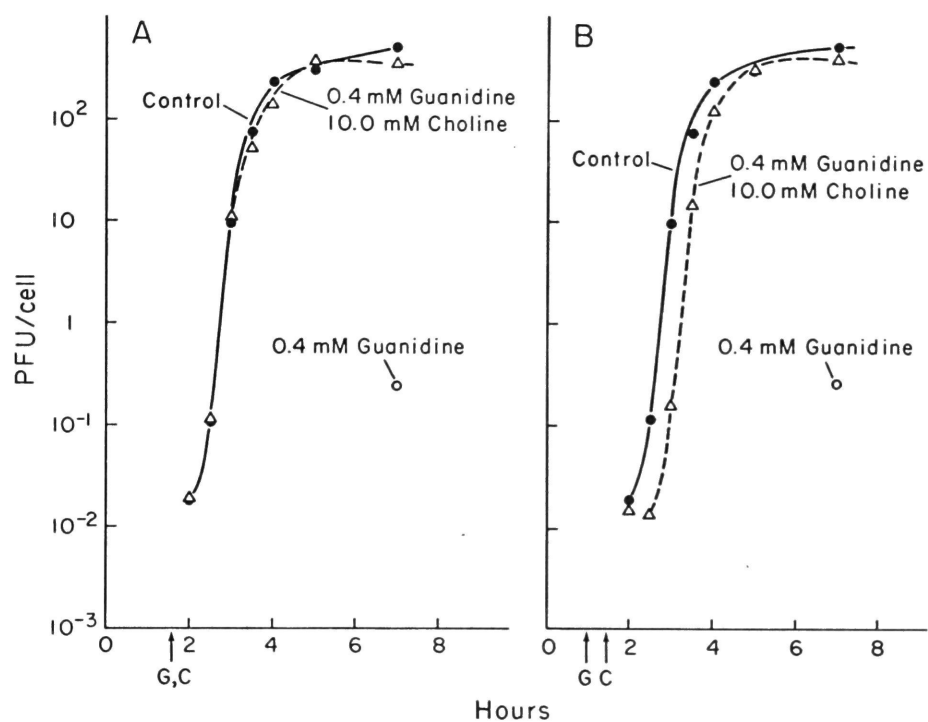 A
B
Control
0.4 mM Guanidine
10.0 mM Choline
Control
0.4 mM Guanidine
10.0 mM Choline
0.4 mM Guanidine
0.4 mM Guanidine
PFU/cell
10²
10
1
10⁻¹
10⁻²
10⁻³
0 2 4 6 8
0 2 4 6 8
G,C
G C
Hours